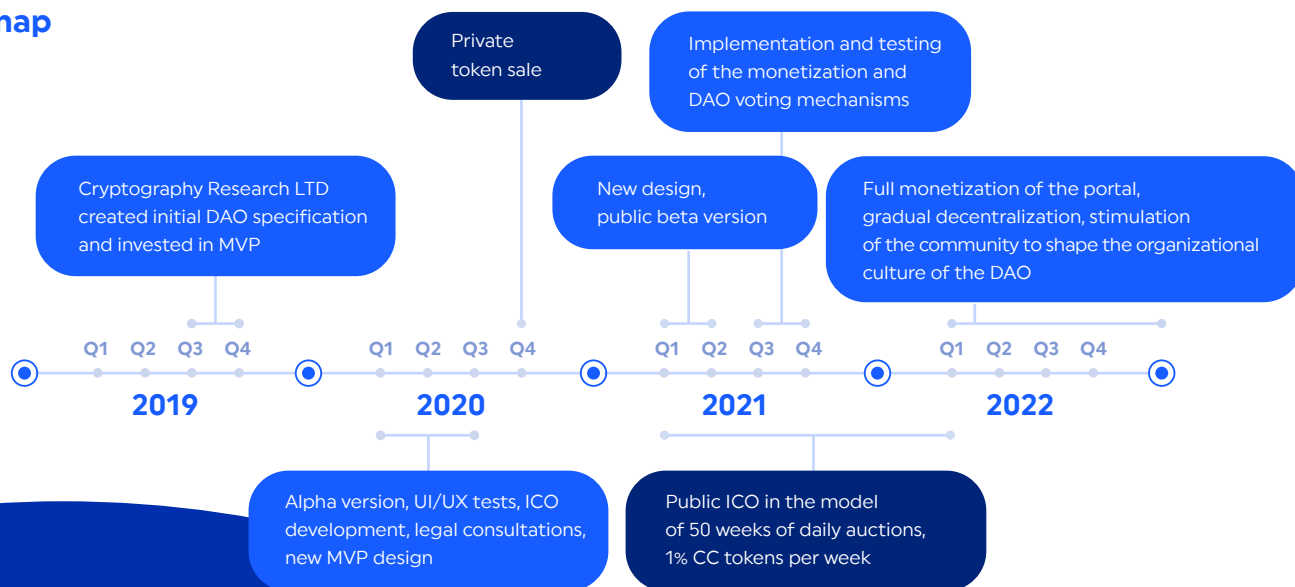 map
Private
token sale
Implementation and testing
of the monetization and
DAO voting mechanisms
Cryptography Research LTD
created initial DAO specification
and invested in MVP
New design,
public beta version
Full monetization of the portal,
gradual decentralization, stimulation
of the community to shape the organizational
culture of the DAO
Q1 Q2 Q3 Q4 Q1 Q2 Q3 Q4 Q1 Q2 Q3 Q4 Q1 Q2 Q3 Q4
2019 2020 2021 2022
Alpha version, UI/UX tests, ICO
development, legal consultations,
new MVP design
Public ICO in the model
of 50 weeks of daily auctions,
1% CC tokens per week